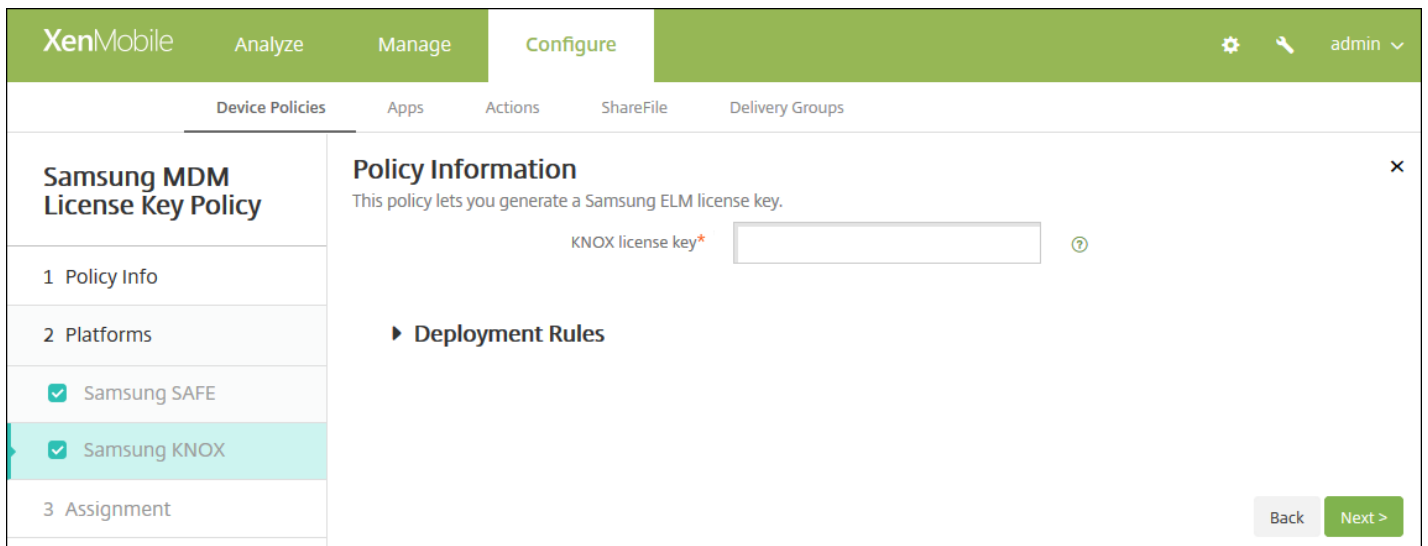 XenMobile Analyze Manage Configure admin
Device Policies Apps Actions ShareFile Delivery Groups
Samsung MDM
License Key Policy
1 Policy Info
2 Platforms
Samsung SAFE
Samsung KNOX
3 Assignment
Policy Information
This policy lets you generate a Samsung ELM license key.
KNOX license key*
Deployment Rules
Back Next >